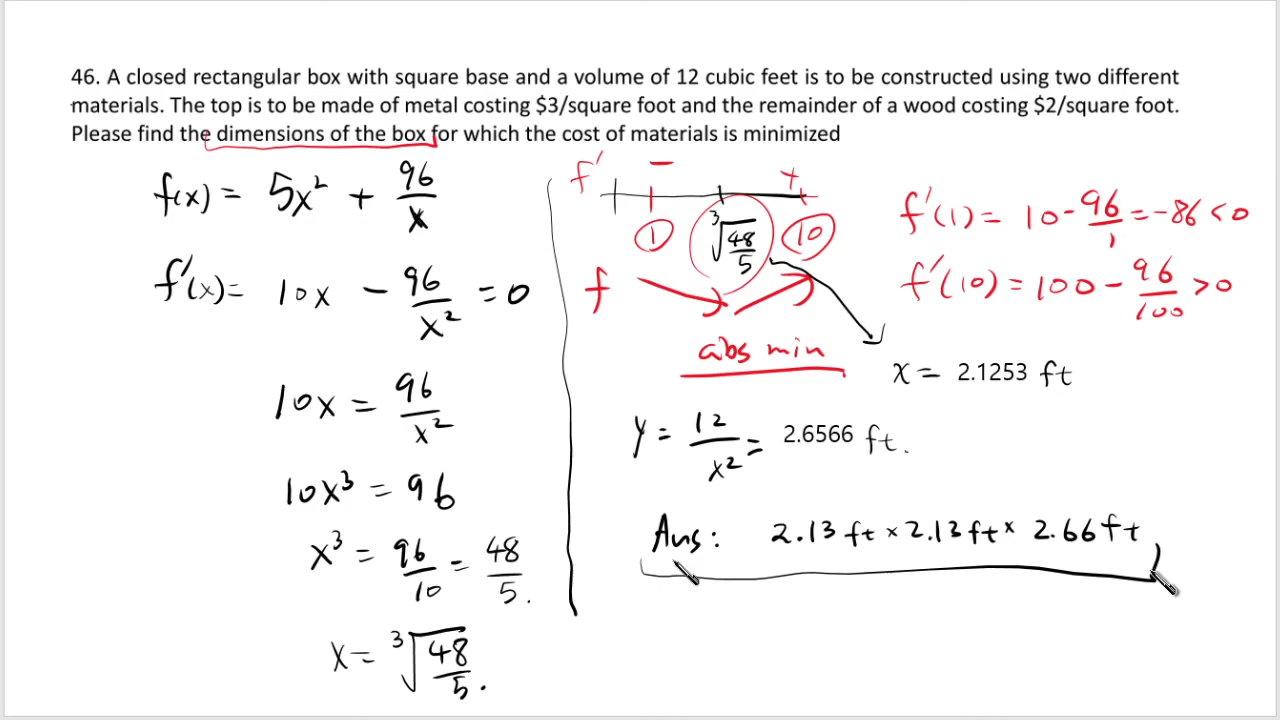 46. A closed rectangular box with square base and a volume of 12 cubic feet is to be constructed using two different
materials. The top is to be made of metal costing $3/square foot and the remainder of a wood costing $2/square foot.
Please find the dimensions of the box for which the cost of materials is minimized
f(x) = 5x² + 96/x
f'(x) = 10x - 96/x² = 0
10x = 96/x²
10x³ = 96
x³ = 96/10 = 48/5.
x = ³√(48/5).
f' - +
1 ³√(48/5) 10
f
abs min
f'(1) = 10 - 96/1 = -86 < 0
f'(10) = 100 - 96/100 > 0
x = 2.1253 ft
y = 12/x² = 2.6566 ft.
Ans: 2.13 ft × 2.13 ft × 2.66 ft